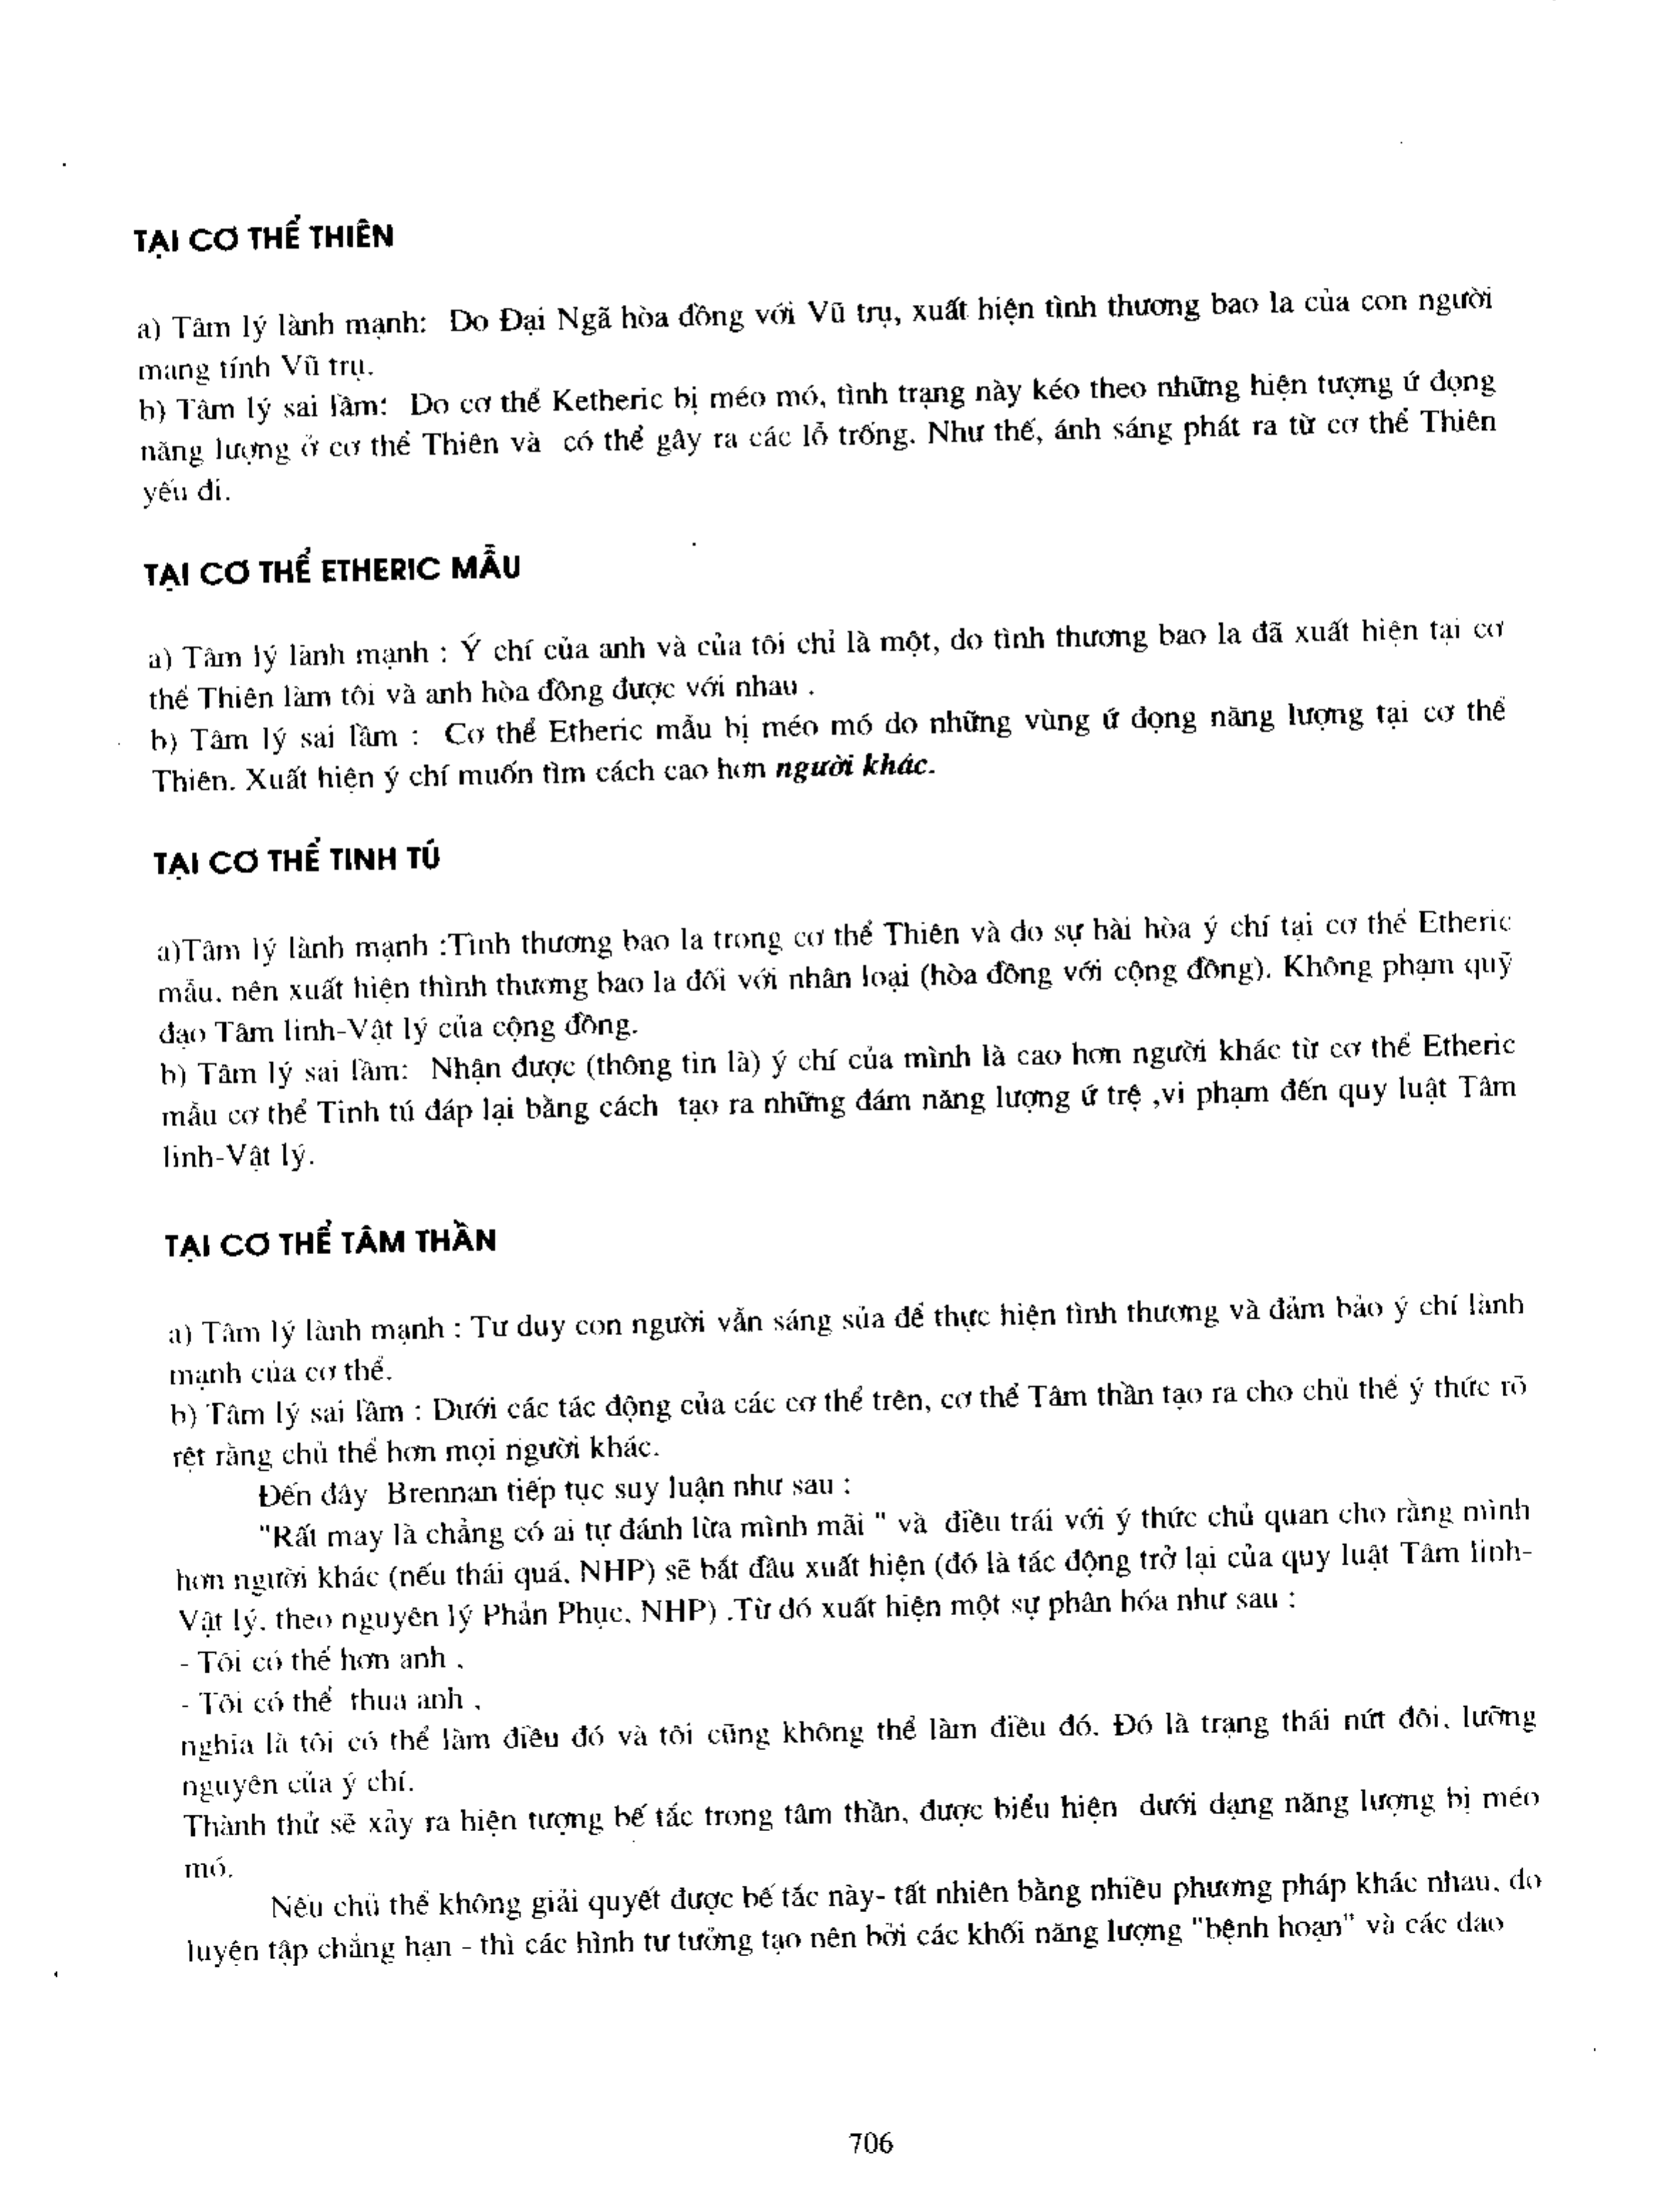 TẠI CƠ THỂ THIÊN
a) Tâm lý lành mạnh: Do Đại Ngã hòa đồng với Vũ trụ, xuất hiện tình thương bao la của con người
mang tính Vũ trụ.
b) Tâm lý sai lầm: Do cơ thể Ketheric bị méo mó, tình trạng này kéo theo những hiện tượng ứ đọng
năng lượng ở cơ thể Thiên và có thể gây ra các lỗ trống. Như thế, ánh sáng phát ra từ cơ thể Thiên
yếu đi.
TẠI CƠ THỂ ETHERIC MẪU
a) Tâm lý lành mạnh : Ý chí của anh và của tôi chỉ là một, do tình thương bao la đã xuất hiện tại cơ
thể Thiên làm tôi và anh hòa đồng được với nhau .
b) Tâm lý sai lầm : Cơ thể Etheric mẫu bị méo mó do những vùng ứ đọng năng lượng tại cơ thể
Thiên. Xuất hiện ý chí muốn tìm cách cao hơn người khác.
TẠI CƠ THỂ TINH TÚ
a)Tâm lý lành mạnh :Tình thương bao la trong cơ thể Thiên và do sự hài hòa ý chí tại cơ thể Etheric
mẫu. nên xuất hiện thình thương bao la đối với nhân loại (hòa đồng với cộng đồng). Không phạm quỹ
đạo Tâm linh-Vật lý của cộng đồng.
b) Tâm lý sai lầm: Nhận được (thông tin là) ý chí của mình là cao hơn người khác từ cơ thể Etheric
mẫu cơ thể Tinh tú đáp lại bằng cách tạo ra những đám năng lượng ứ trệ ,vi phạm đến quy luật Tâm
linh-Vật lý.
TẠI CƠ THỂ TÂM THẦN
a) Tâm lý lành mạnh : Tư duy con người vẫn sáng sủa để thực hiện tình thương và đảm bảo ý chí lành
mạnh của cơ thể.
b) Tâm lý sai lầm : Dưới các tác động của các cơ thể trên, cơ thể Tâm thần tạo ra cho chủ thể ý thức rõ
rệt rằng chủ thể hơn mọi người khác.
Đến đây Brennan tiếp tục suy luận như sau :
"Rất may là chẳng có ai tự đánh lừa mình mãi " và điều trái với ý thức chủ quan cho rằng mình
hơn người khác (nếu thái quá. NHP) sẽ bắt đầu xuất hiện (đó là tác động trở lại của quy luật Tâm linh-
Vật lý. theo nguyên lý Phản Phục. NHP) .Từ đó xuất hiện một sự phân hóa như sau :
- Tôi có thể hơn anh .
- Tôi có thể thua anh .
nghĩa là tôi có thể làm điều đó và tôi cũng không thể làm điều đó. Đó là trạng thái nứt đôi. lưỡng
nguyên của ý chí.
Thành thử sẽ xảy ra hiện tượng bế tắc trong tâm thần, được biểu hiện dưới dạng năng lượng bị méo
mó.
Nếu chủ thể không giải quyết được bế tắc này- tất nhiên bằng nhiều phương pháp khác nhau. do
luyện tập chẳng hạn - thì các hình tư tưởng tạo nên bởi các khối năng lượng "bệnh hoạn" và các dao
706